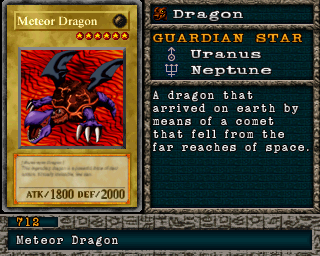 Meteor Dragon
ATK/1800 DEF/2000
Dragon
GUARDIAN STAR
Uranus
Neptune
A dragon that
arrived on earth by
means of a comet
that fell from the
far reaches of space.
712
Meteor Dragon